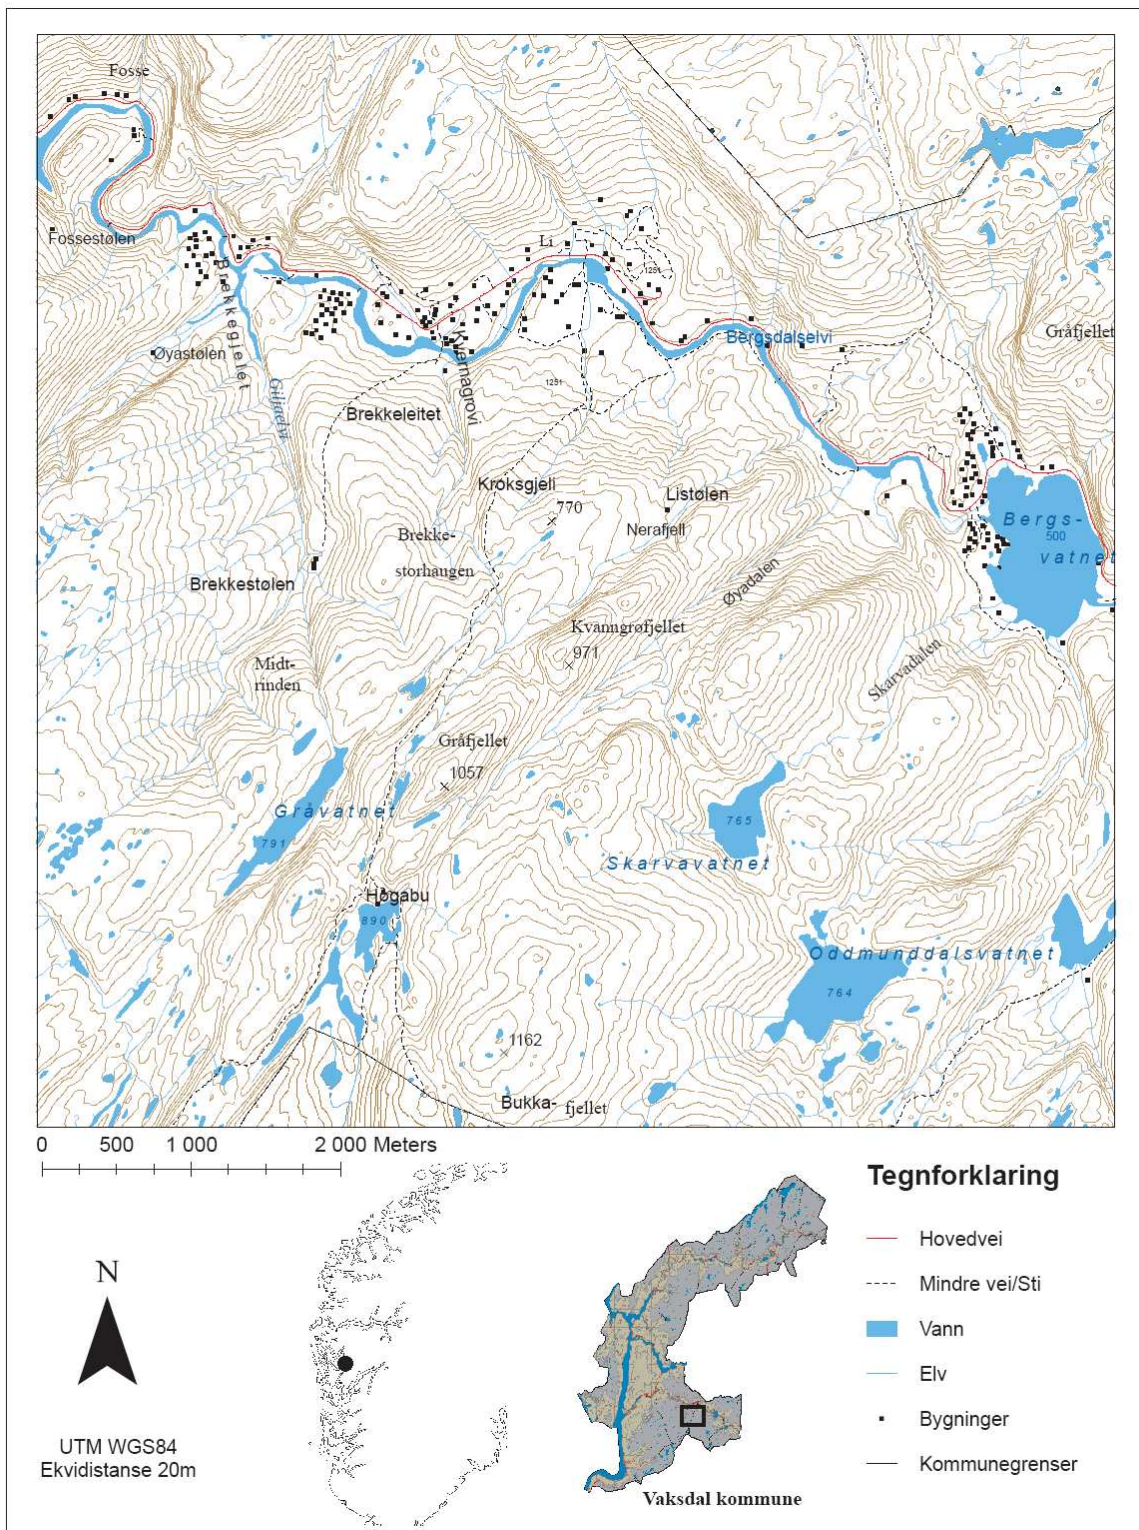 Fosse
Fossestølen
Li
1251
Gråfjellet
Brekkegjelet
Øyastølen
Bergsdalselvi
Giljaelvi
Kvarnagrovi
1251
Brekkeleitet
Kroksgjeli
770
Listølen
Nerafjell
Bergs-
500
vatnet
Brekke-
storhaugen
Brekkestølen
Øyadalen
Kvanngrøfjellet
971
Skarvadalen
Midt-
rinden
Gråfjellet
1057
Gråvatnet
791
765
Skarvavatnet
Høgabu
890
Oddmunddalsvatnet
764
1162
Bukka-
fjellet
0 500 1 000 2 000 Meters
Tegnforklaring
Hovedvei
Mindre vei/Sti
Vann
Elv
Bygninger
Kommunegrenser
N
UTM WGS84
Ekvidistanse 20m
Vaksdal kommune